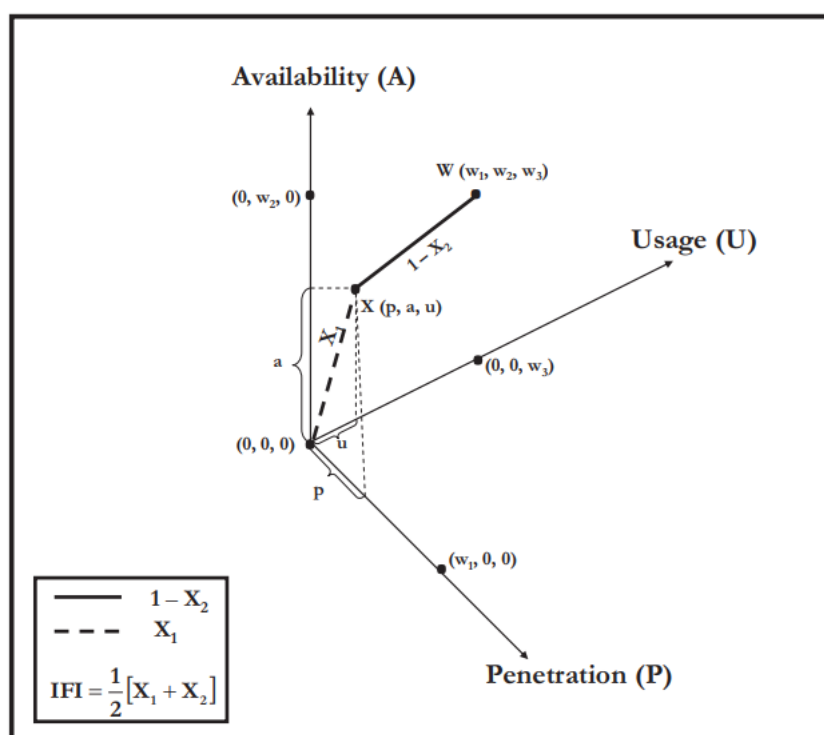 Availability (A)
W (w₁, w₂, w₃)
(0, w₂, 0)
Usage (U)
1 – X₂
X (p, a, u)
X₁
a
(0, 0, w₃)
(0, 0, 0)
u
p
(w₁, 0, 0)
Penetration (P)
1 – X₂
X₁
IFI = 1/2 [X₁ + X₂]